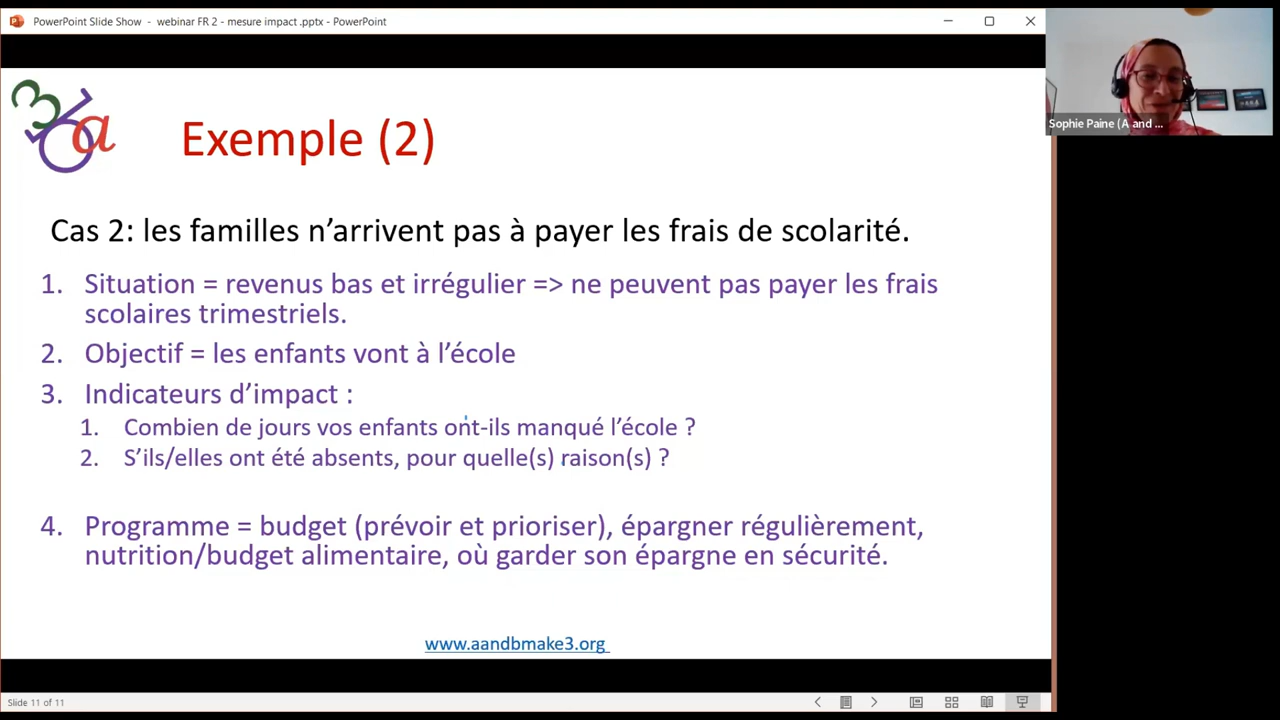 PowerPoint Slide Show - webinar FR 2 - mesure impact .pptx - PowerPoint
Sophie Paine (A and ...
36a
Exemple (2)
Cas 2: les familles n’arrivent pas à payer les frais de scolarité.
1. Situation = revenus bas et irrégulier => ne peuvent pas payer les frais
scolaires trimestriels.
2. Objectif = les enfants vont à l’école
3. Indicateurs d’impact :
1. Combien de jours vos enfants ont-ils manqué l’école ?
2. S’ils/elles ont été absents, pour quelle(s) raison(s) ?
4. Programme = budget (prévoir et prioriser), épargner régulièrement,
nutrition/budget alimentaire, où garder son épargne en sécurité.
www.aandbmake3.org
Slide 11 of 11